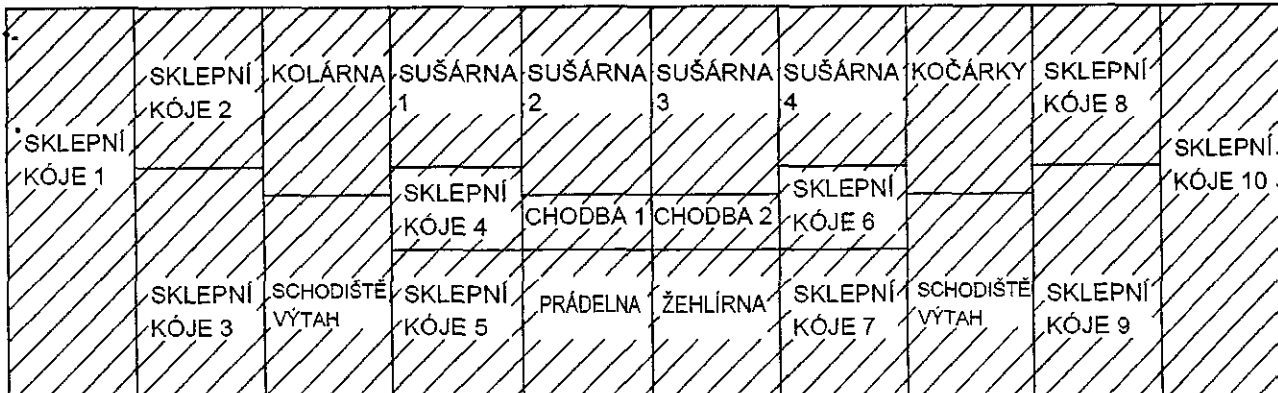 SKLEPNÍ
KÓJE 1
SKLEPNÍ
KÓJE 2
KOLÁRNA
SUŠÁRNA
1
SUŠÁRNA
2
SUŠÁRNA
3
SUŠÁRNA
4
KOČÁRKY
SKLEPNÍ
KÓJE 8
SKLEPNÍ
KÓJE 10
SKLEPNÍ
KÓJE 4
CHODBA 1
CHODBA 2
SKLEPNÍ
KÓJE 6
SKLEPNÍ
KÓJE 3
SCHODIŠTĚ
VÝTAH
SKLEPNÍ
KÓJE 5
PRÁDELNA
ŽEHLÍRNA
SKLEPNÍ
KÓJE 7
SCHODIŠTĚ
VÝTAH
SKLEPNÍ
KÓJE 9